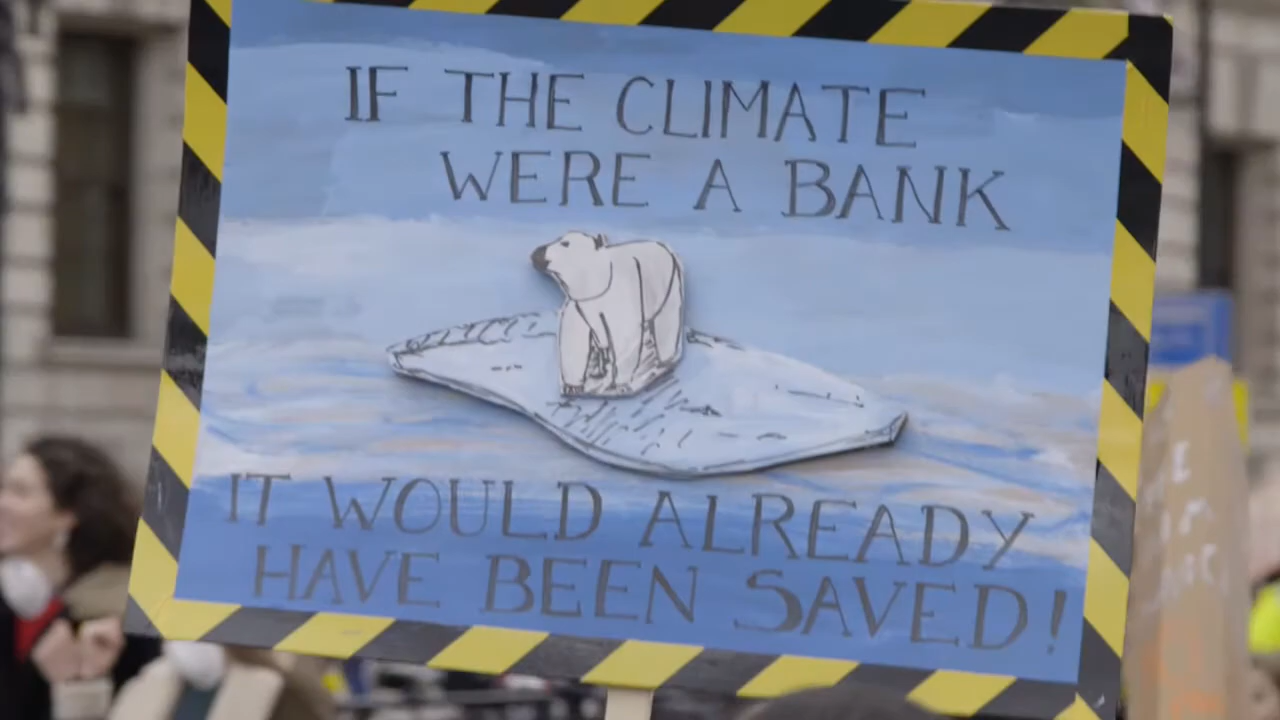 IF THE CLIMATE
WERE A BANK
IT WOULD ALREADY
HAVE BEEN SAVED!